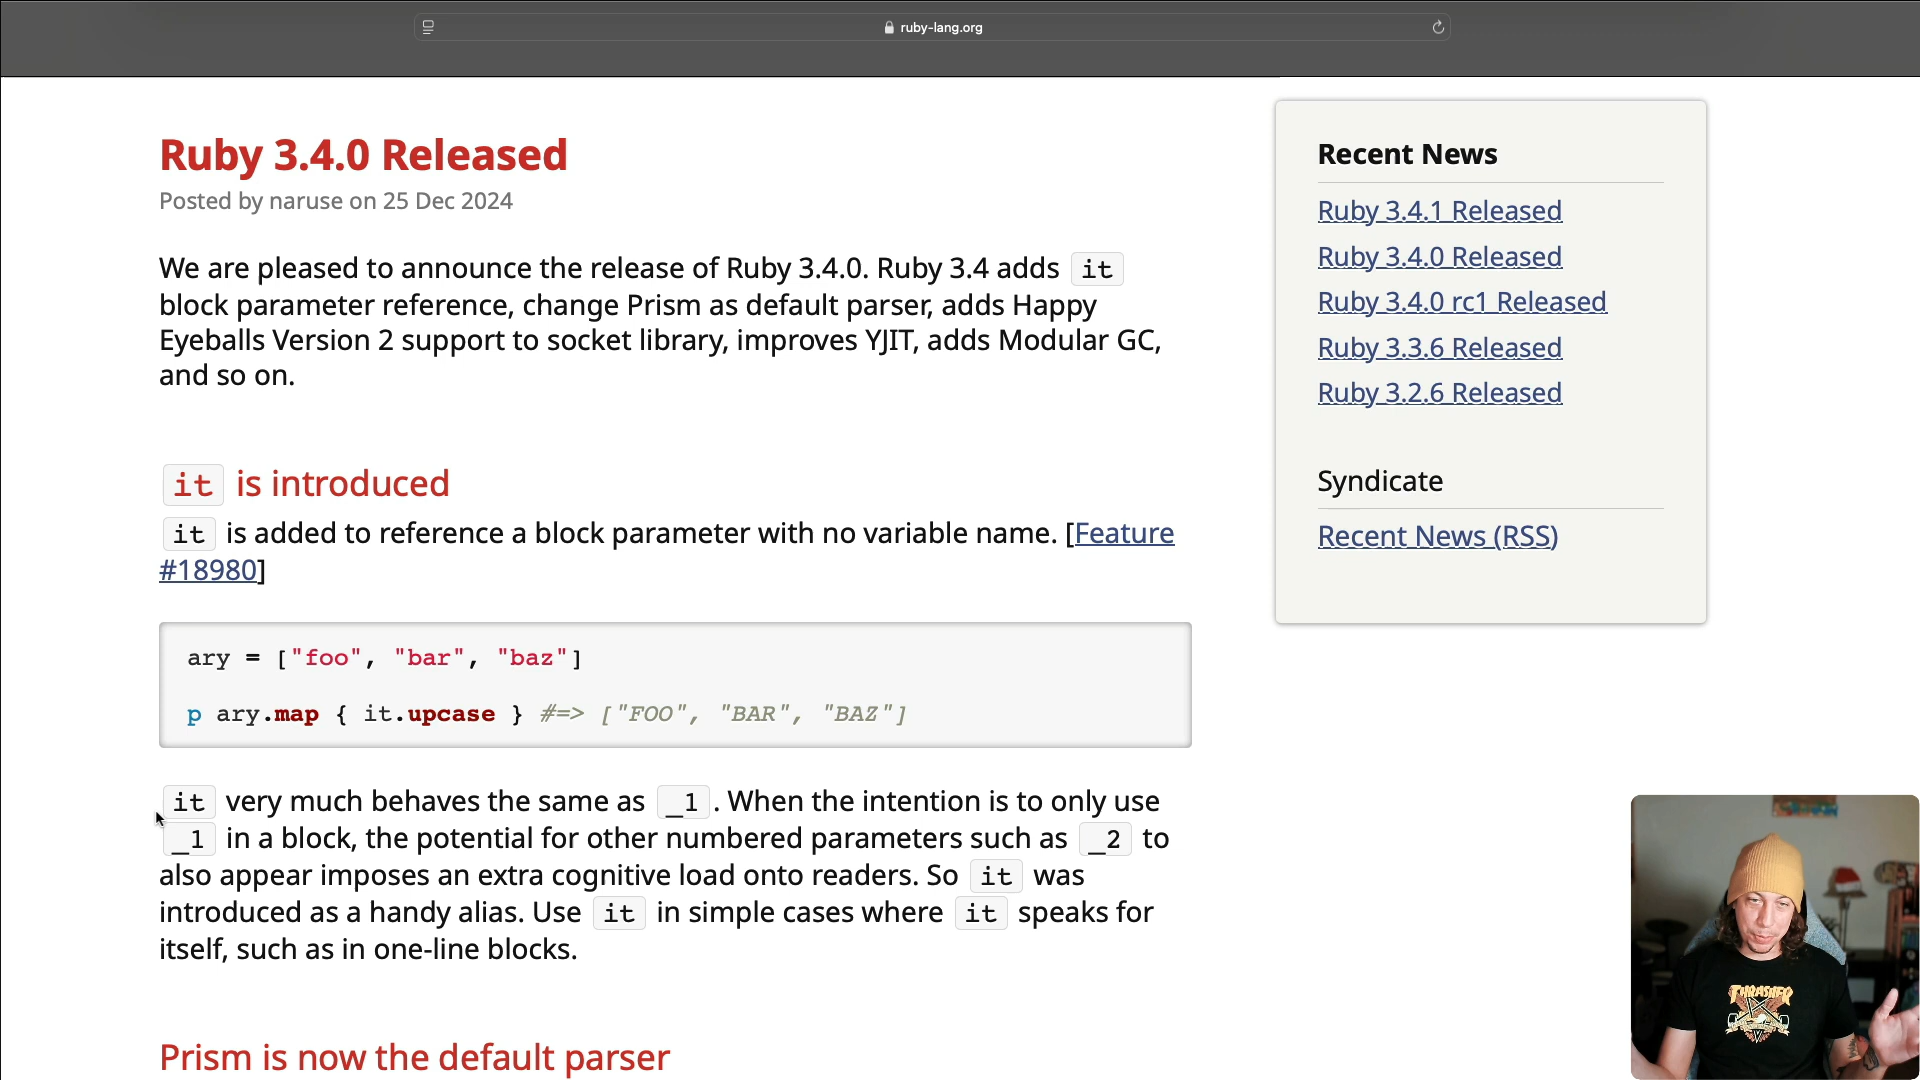 ruby-lang.org
Ruby 3.4.0 Released
Posted by naruse on 25 Dec 2024
We are pleased to announce the release of Ruby 3.4.0. Ruby 3.4 adds it
block parameter reference, change Prism as default parser, adds Happy
Eyeballs Version 2 support to socket library, improves YJIT, adds Modular GC,
and so on.
it is introduced
it is added to reference a block parameter with no variable name. [Feature
#18980]
ary = ["foo", "bar", "baz"]
p ary.map { it.upcase } #=> ["FOO", "BAR", "BAZ"]
it very much behaves the same as _1 . When the intention is to only use
_1 in a block, the potential for other numbered parameters such as _2 to
also appear imposes an extra cognitive load onto readers. So it was
introduced as a handy alias. Use it in simple cases where it speaks for
itself, such as in one-line blocks.
Prism is now the default parser
Recent News
Ruby 3.4.1 Released
Ruby 3.4.0 Released
Ruby 3.4.0 rc1 Released
Ruby 3.3.6 Released
Ruby 3.2.6 Released
Syndicate
Recent News (RSS)
THRASHER